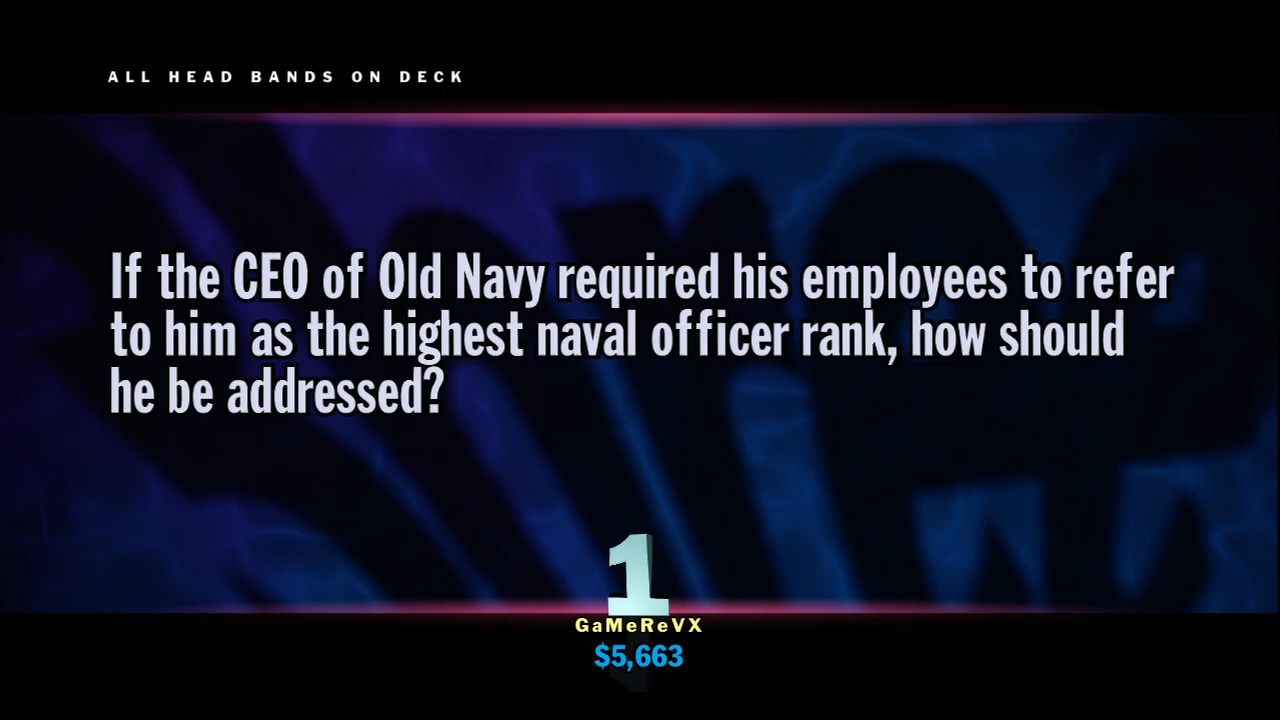 ALL HEAD BANDS ON DECK
If the CEO of Old Navy required his employees to refer
to him as the highest naval officer rank, how should
he be addressed?
1
GaMeReVX
$5,663